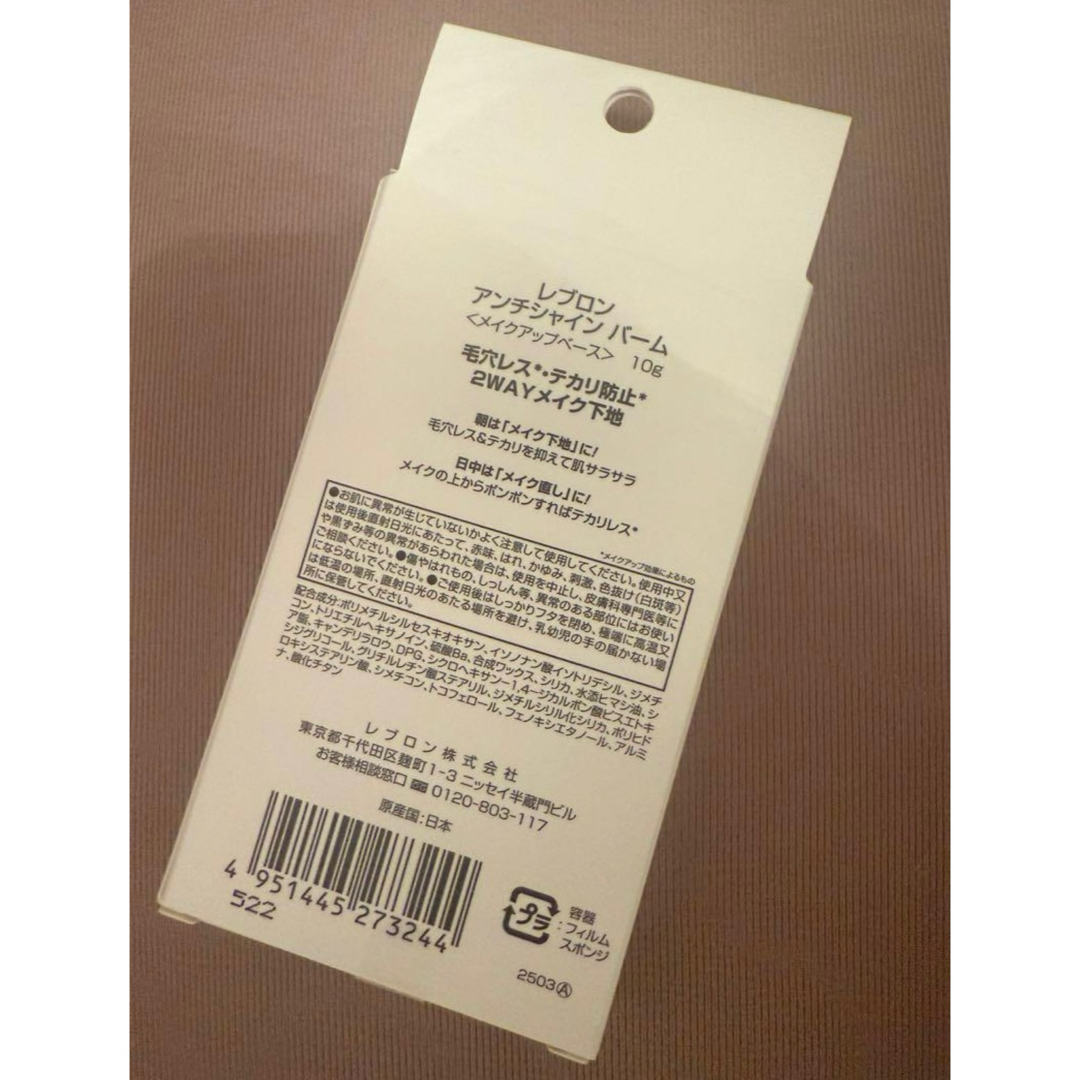 レブロン
アンチシャイン バーム
<メイクアップベース> 10g
毛穴レス*・テカリ防止*
2WAYメイク下地
朝は「メイク下地」に!
毛穴レス&テカリを抑えて肌サラサラ
日中は「メイク直し」に!
メイクの上からポンポンすればテカリレス*
*メイクアップ効果によるもの
●お肌に異常が生じていないかよく注意して使用してください。使用中又
は使用後直射日光にあたって、赤味、はれ、かゆみ、刺激、色抜け(白斑等)
や黒ずみ等の異常があらわれた場合は、使用を中止し、皮膚科専門医等に
ご相談ください。●傷やはれもの、しっしん等、異常のある部位にはお使い
にならないでください。●ご使用後はしっかりフタを閉め、極端に高温又
は低温の場所、直射日光のあたる場所を避け、乳幼児の手の届かない場
所に保管してください。
配合成分:ポリメチルシルセスキオキサン、イソノナン酸イソトリデシル、ジメチ
コン、トリエチルヘキサノイン、硫酸Ba、合成ワックス、シリカ、水添ヒマシ油、シ
ア脂、キャンデリラロウ、DPG、シクロヘキサン-1,4-ジカルボン酸ビスエトキ
シジグリコール、グリチルレチン酸ステアリル、ジメチルシリル化シリカ、ポリヒド
ロキシステアリン酸、シメチコン、トコフェロール、フェノキシエタノール、アルミ
ナ、酸化チタン
レブロン株式会社
東京都千代田区麹町1-3 ニッセイ半蔵門ビル
お客様相談窓口 0120-803-117
原産国:日本
4 951445 273244
522
プラ
容器
:フィルム
スポンジ
2503Ⓐ